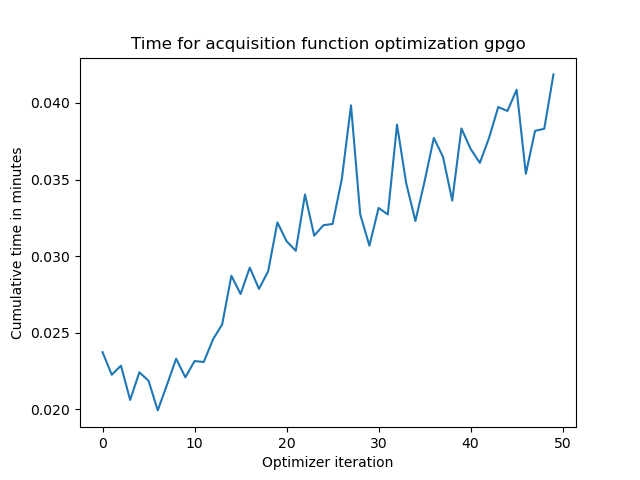 Time for acquisition function optimization gpgo
Cumulative time in minutes
0.040
0.035
0.030
0.025
0.020
0 10 20 30 40 50
Optimizer iteration